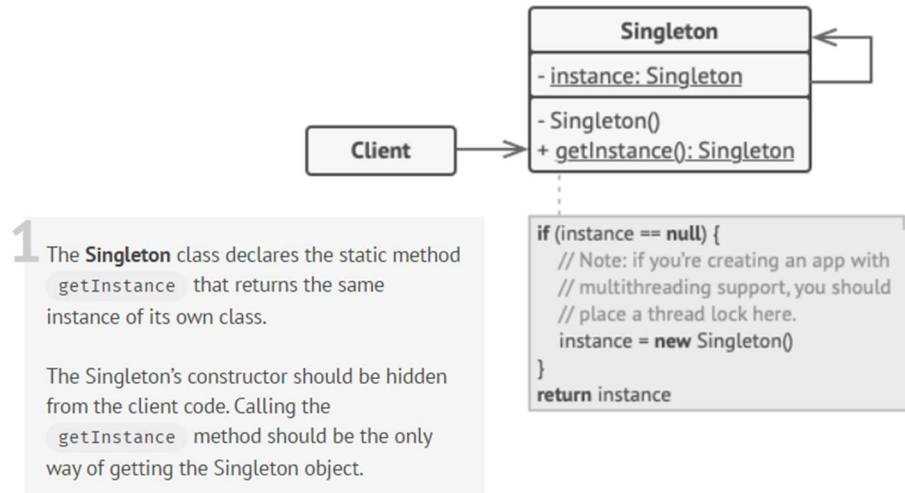 Singleton
- instance: Singleton
- Singleton()
+ getInstance(): Singleton
Client
if (instance == null) {
// Note: if you're creating an app with
// multithreading support, you should
// place a thread lock here.
instance = new Singleton()
}
return instance
1
The Singleton class declares the static method
getInstance that returns the same
instance of its own class.
The Singleton's constructor should be hidden
from the client code. Calling the
getInstance method should be the only
way of getting the Singleton object.